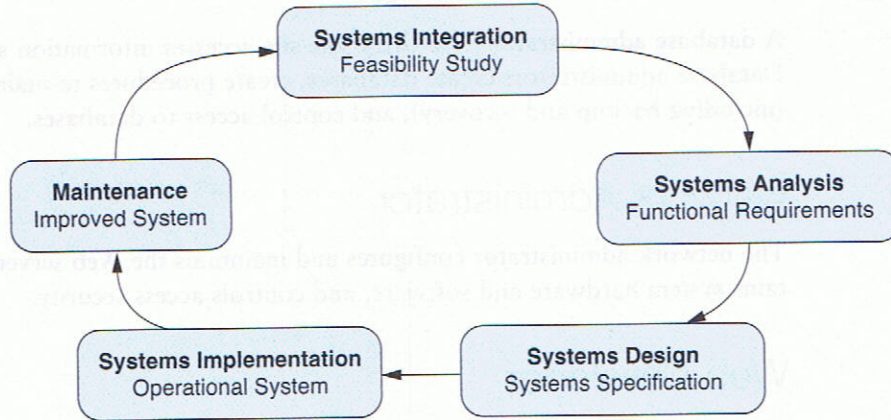 Systems Integration
Feasibility Study
Systems Analysis
Functional Requirements
Systems Design
Systems Specification
Systems Implementation
Operational System
Maintenance
Improved System